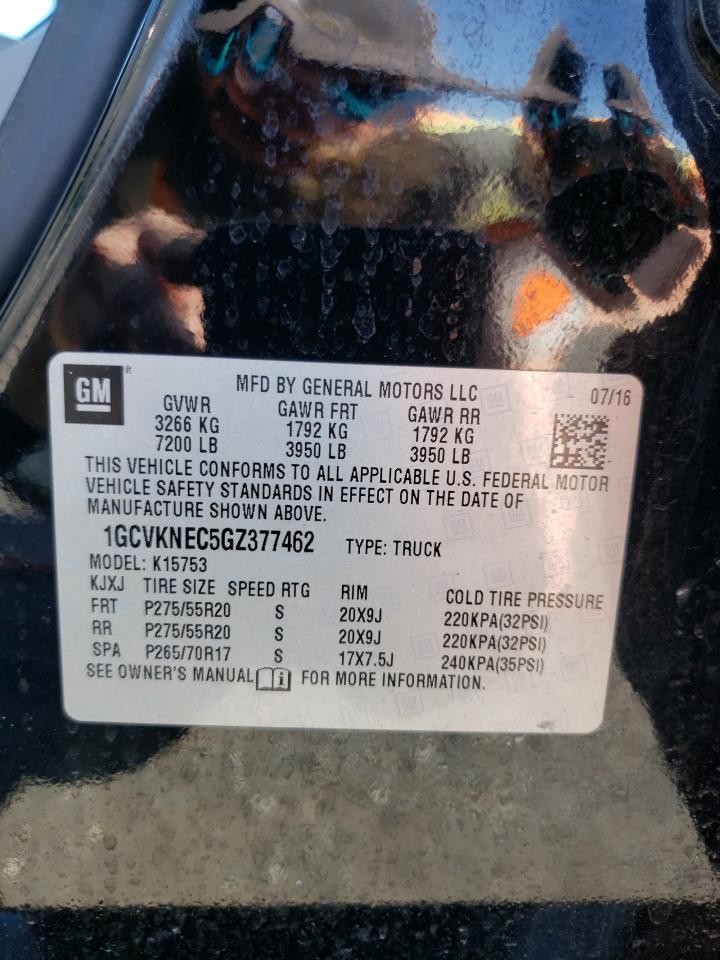 GM ®
MFD BY GENERAL MOTORS LLC 07/16
GVWR GAWR FRT GAWR RR
3266 KG 1792 KG 1792 KG
7200 LB 3950 LB 3950 LB
THIS VEHICLE CONFORMS TO ALL APPLICABLE U.S. FEDERAL MOTOR
VEHICLE SAFETY STANDARDS IN EFFECT ON THE DATE OF
MANUFACTURE SHOWN ABOVE.
1GCVKNEC5GZ377462 TYPE: TRUCK
MODEL: K15753
KJXJ TIRE SIZE SPEED RTG RIM COLD TIRE PRESSURE
FRT P275/55R20 S 20X9J 220KPA(32PSI)
RR P275/55R20 S 20X9J 220KPA(32PSI)
SPA P265/70R17 S 17X7.5J 240KPA(35PSI)
SEE OWNER'S MANUAL i FOR MORE INFORMATION.